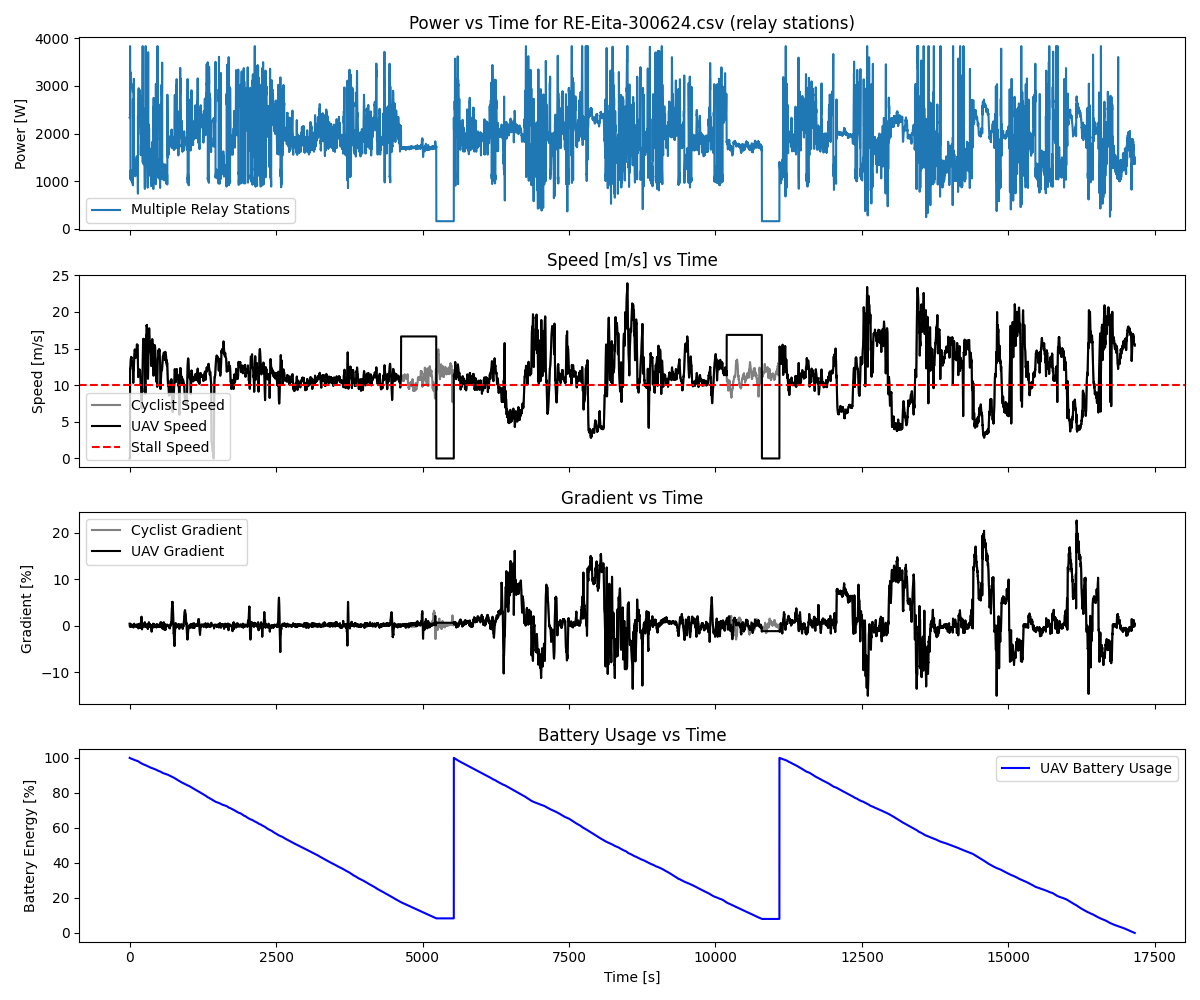 Power vs Time for RE-Eita-300624.csv (relay stations)
4000
3000
2000
1000
0
Power [W]
Multiple Relay Stations
Speed [m/s] vs Time
25
20
15
10
5
0
Speed [m/s]
Cyclist Speed
UAV Speed
Stall Speed
Gradient vs Time
20
10
0
−10
Gradient [%]
Cyclist Gradient
UAV Gradient
Battery Usage vs Time
100
80
60
40
20
0
Battery Energy [%]
UAV Battery Usage
0 2500 5000 7500 10000 12500 15000 17500
Time [s]